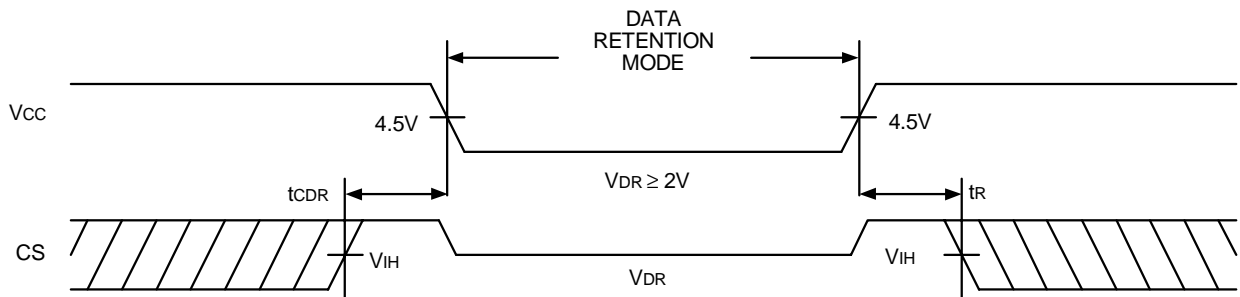 DATA
RETENTION
MODE
VCC
4.5V
4.5V
VDR ≥ 2V
tCDR
tR
CS
VIH
VDR
VIH